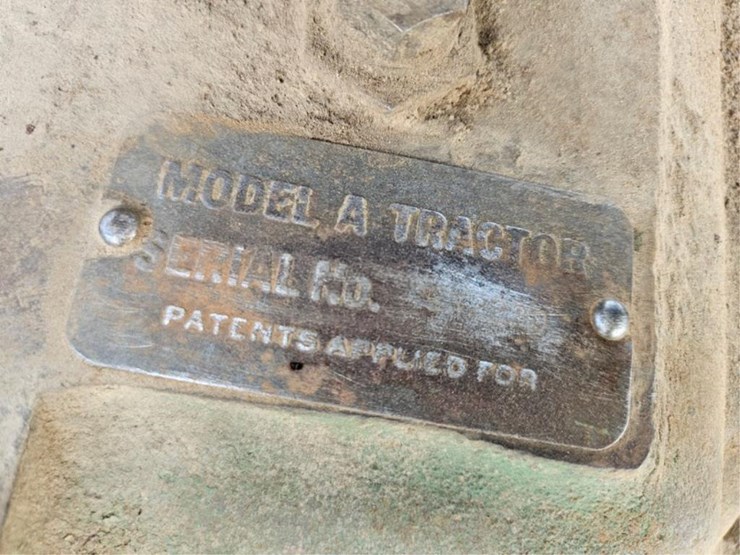 MODEL A TRACTOR
SERIAL No.
PATENTS APPLIED FOR